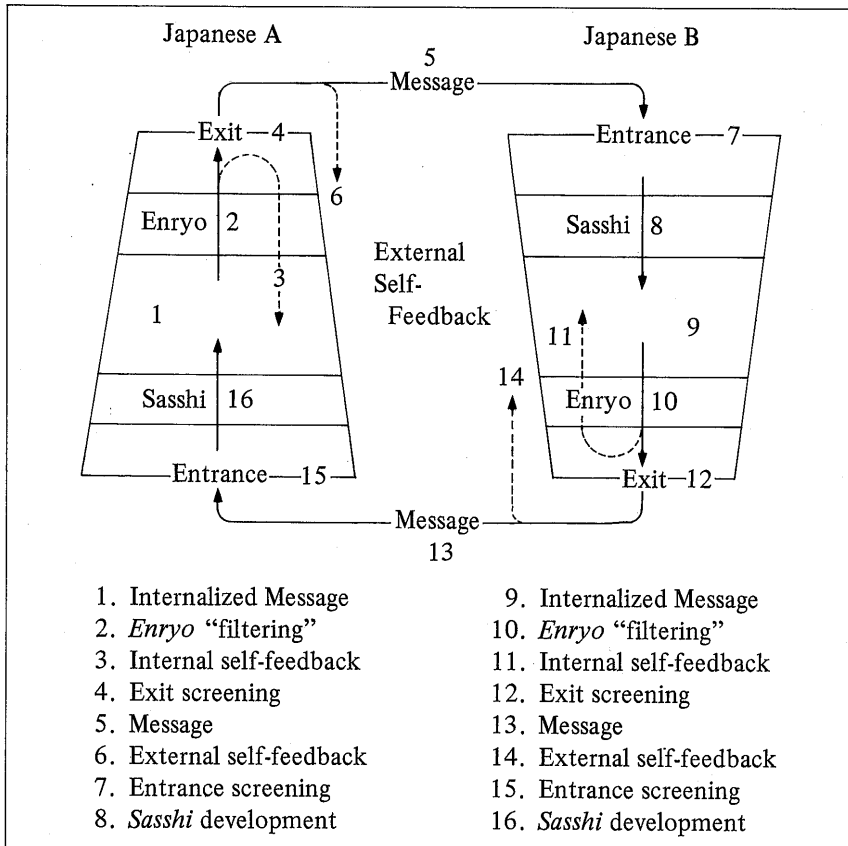 Japanese A
Japanese B
5
Message
Exit 4
Entrance 7
6
Enryo 2
Sasshi 8
3
External
Self-
Feedback
1
11
9
14
Sasshi 16
Enryo 10
Entrance 15
Exit 12
Message
13
1. Internalized Message
2. Enryo “filtering”
3. Internal self-feedback
4. Exit screening
5. Message
6. External self-feedback
7. Entrance screening
8. Sasshi development
9. Internalized Message
10. Enryo “filtering”
11. Internal self-feedback
12. Exit screening
13. Message
14. External self-feedback
15. Entrance screening
16. Sasshi development